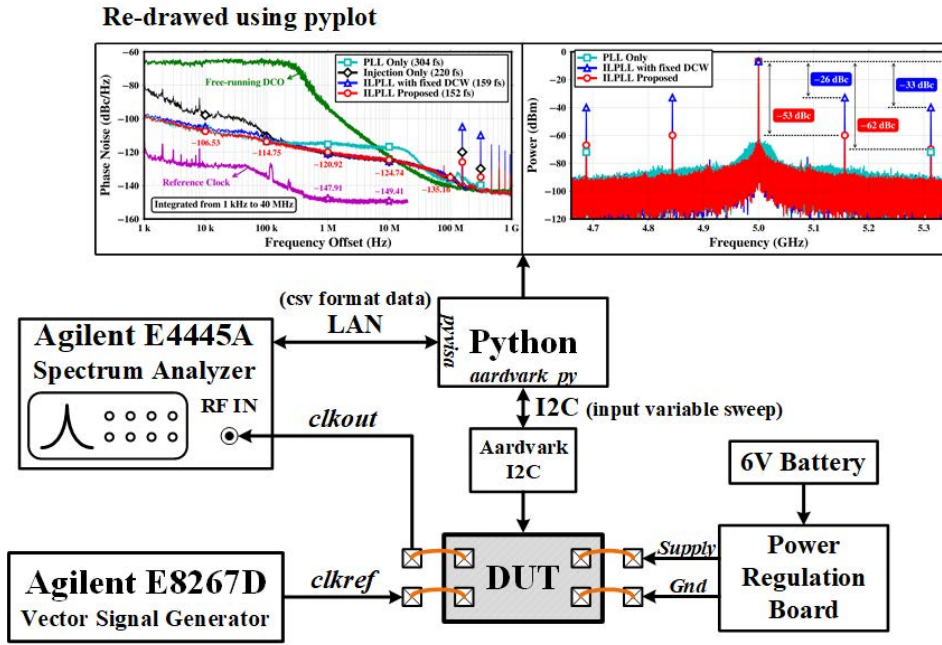 Re-drawed using pyplot
Phase Noise (dBc/Hz)
−60
−80
−100
−120
−140
−160
Free-running DCO
PLL Only (304 fs)
Injection Only (220 fs)
ILPLL with fixed DCW (159 fs)
ILPLL Proposed (152 fs)
−106.53
−114.75
−120.92
−124.74
−135.16
Reference Clock
−147.91
−149.41
Integrated from 1 kHz to 40 MHz
1 k
10 k
100 k
1 M
10 M
100 M
1 G
Frequency Offset (Hz)
Power (dBm)
0
−20
−40
−60
−80
−100
−120
PLL Only
ILPLL with fixed DCW
ILPLL Proposed
−26 dBc
−33 dBc
−53 dBc
−62 dBc
4.7
4.8
4.9
5.0
5.1
5.2
5.3
Frequency (GHz)
(csv format data)
LAN
Agilent E4445A
Spectrum Analyzer
RF IN
pyvisa
Python
aardvark_py
I2C (input variable sweep)
clkout
Aardvark
I2C
6V Battery
DUT
Supply
Gnd
Power
Regulation
Board
Agilent E8267D
Vector Signal Generator
clkref